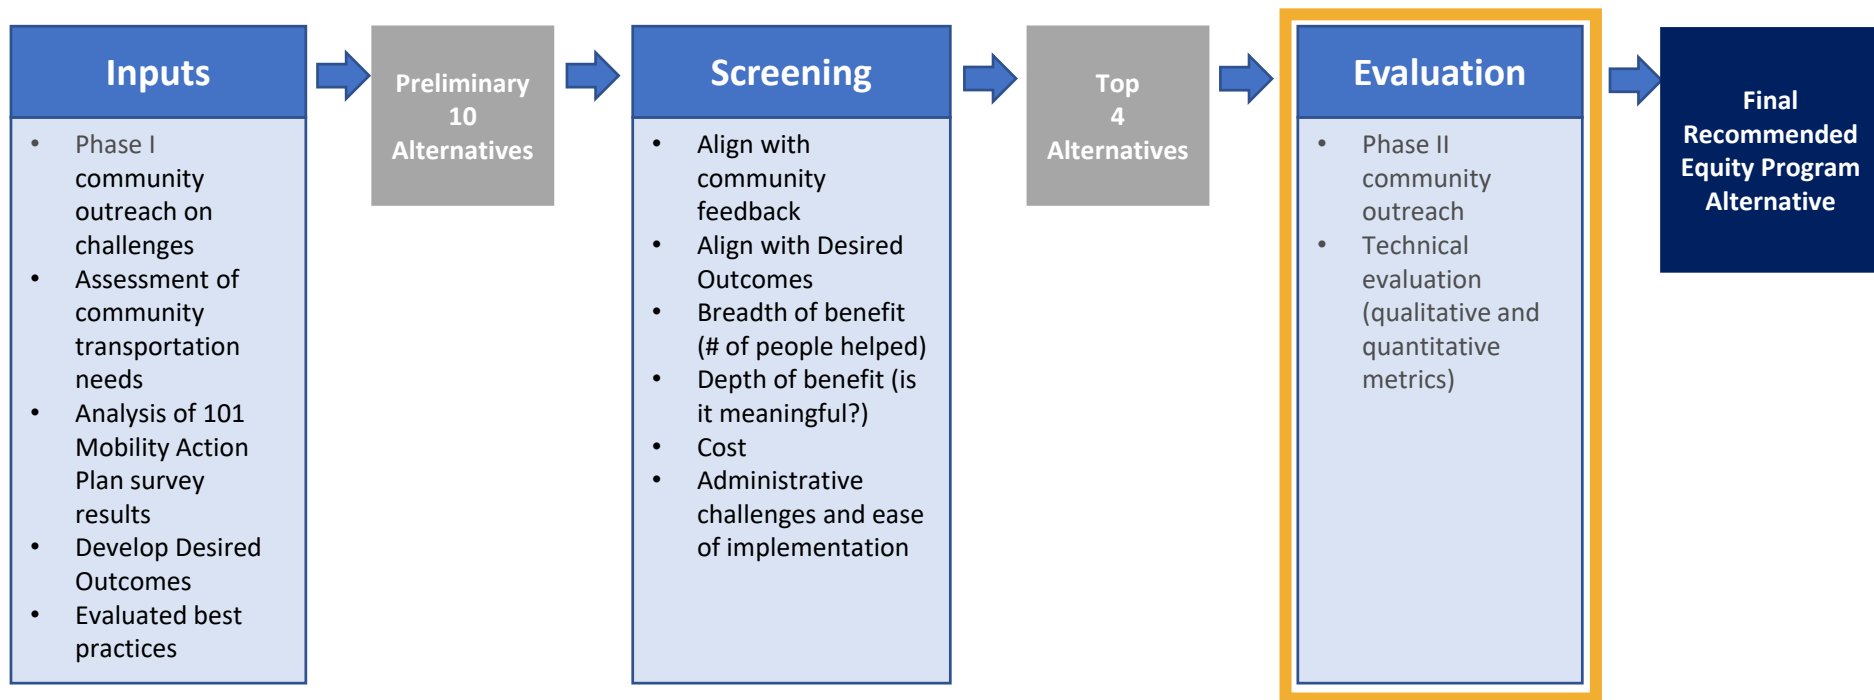 Inputs
• Phase I
community
outreach on
challenges
• Assessment of
community
transportation
needs
• Analysis of 101
Mobility Action
Plan survey
results
• Develop Desired
Outcomes
• Evaluated best
practices
Preliminary
10
Alternatives
Screening
• Align with
community
feedback
• Align with Desired
Outcomes
• Breadth of benefit
(# of people helped)
• Depth of benefit (is
it meaningful?)
• Cost
• Administrative
challenges and ease
of implementation
Top
4
Alternatives
Evaluation
• Phase II
community
outreach
• Technical
evaluation
(qualitative and
quantitative
metrics)
Final
Recommended
Equity Program
Alternative